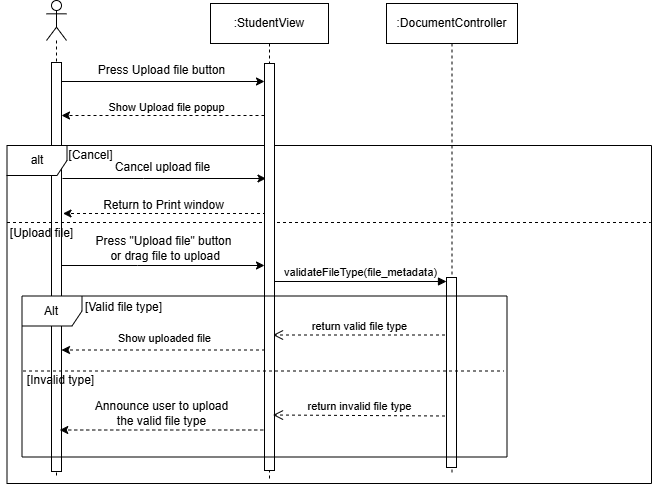 :StudentView
:DocumentController
Press Upload file button
Show Upload file popup
alt
[Cancel]
Cancel upload file
Return to Print window
[Upload file]
Press "Upload file" button
or drag file to upload
validateFileType(file_metadata)
Alt
[Valid file type]
return valid file type
Show uploaded file
[Invalid type]
Announce user to upload
the valid file type
return invalid file type